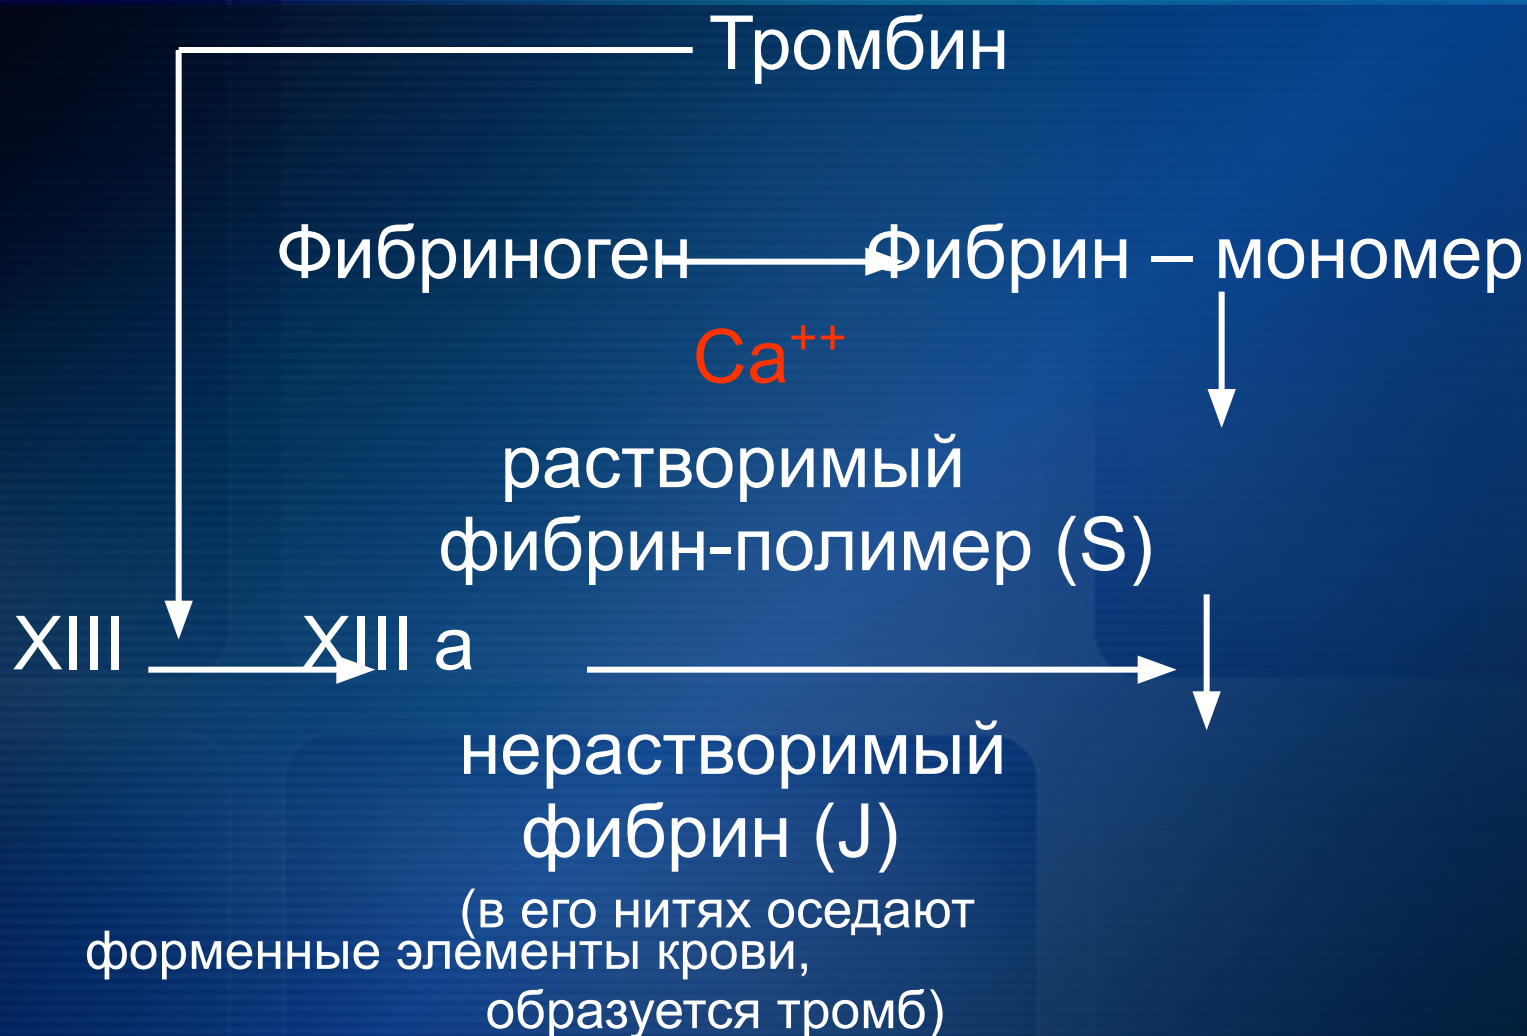 Тромбин
Фибриноген Фибрин – мономер
Ca++
растворимый
фибрин-полимер (S)
XIII XIII a
нерастворимый
фибрин (J)
(в его нитях оседают
форменные элементы крови,
образуется тромб)